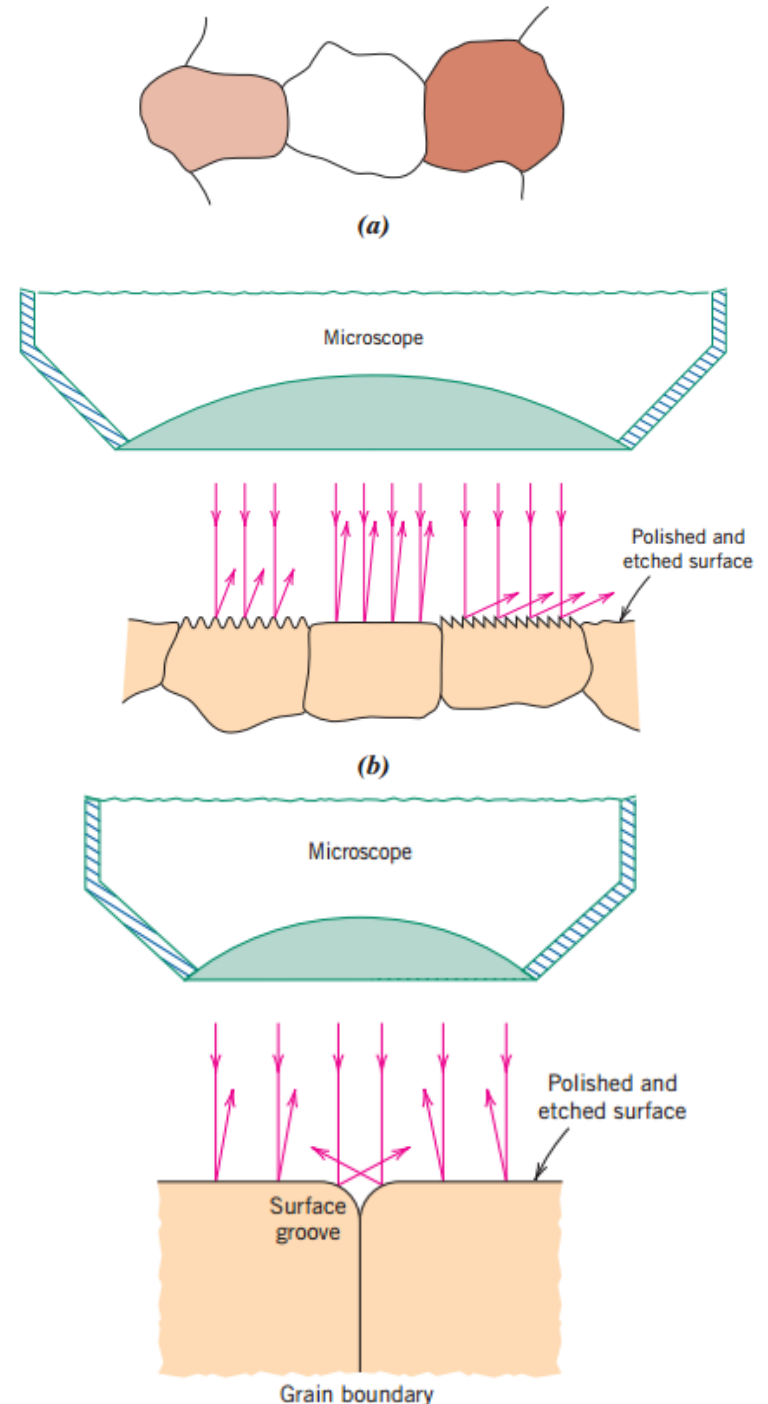 (a)
Microscope
Polished and
etched surface
(b)
Microscope
Polished and
etched surface
Surface
groove
Grain boundary